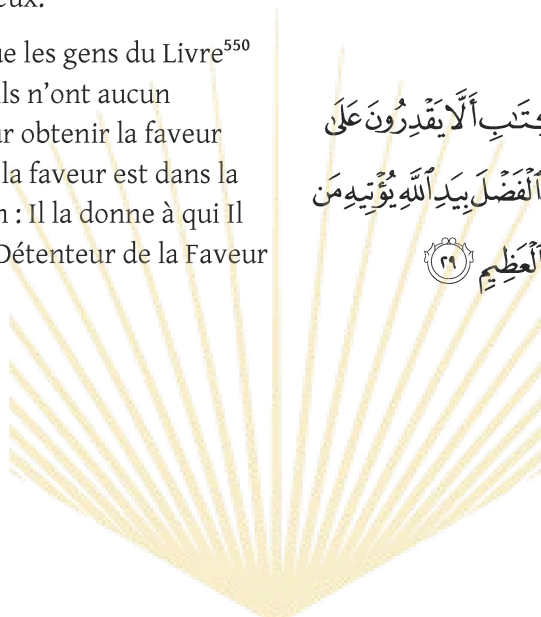 ue les gens du Livre⁵⁵⁰
ls n’ont aucun
ur obtenir la faveur
la faveur est dans la
n : Il la donne à qui Il
Détenteur de la Faveur
كِتَٰبِ أَلَّا يَقْدِرُونَ عَلَىٰ
ٱلْفَضْلَ بِيَدِ ٱللَّهِ يُؤْتِيهِ مَن
ٱلْعَظِيمِ ٢٩